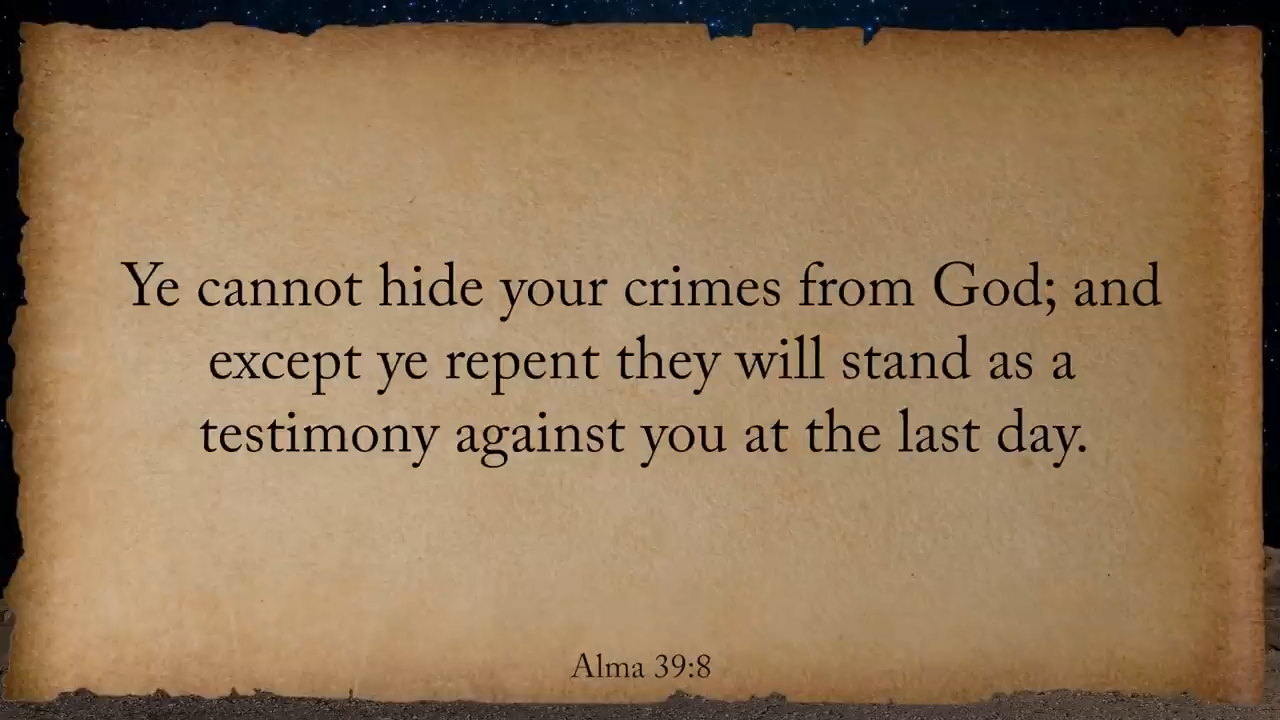 Ye cannot hide your crimes from God; and
except ye repent they will stand as a
testimony against you at the last day.
Alma 39:8